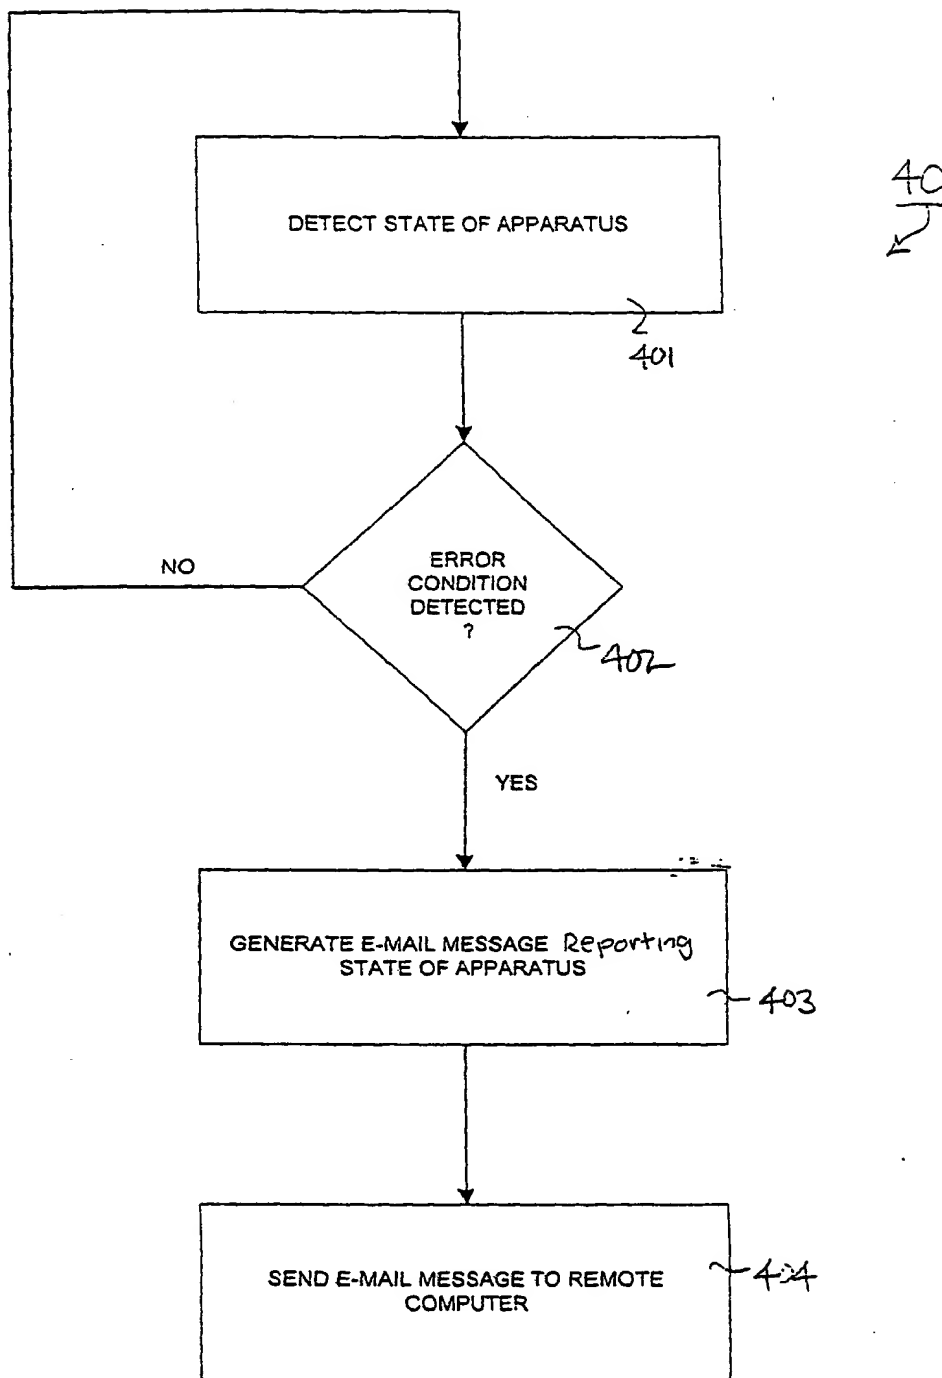 DETECT STATE OF APPARATUS
40
401
ERROR
CONDITION
DETECTED
?
402
NO
YES
GENERATE E-MAIL MESSAGE Reporting
STATE OF APPARATUS
403
SEND E-MAIL MESSAGE TO REMOTE
COMPUTER
404